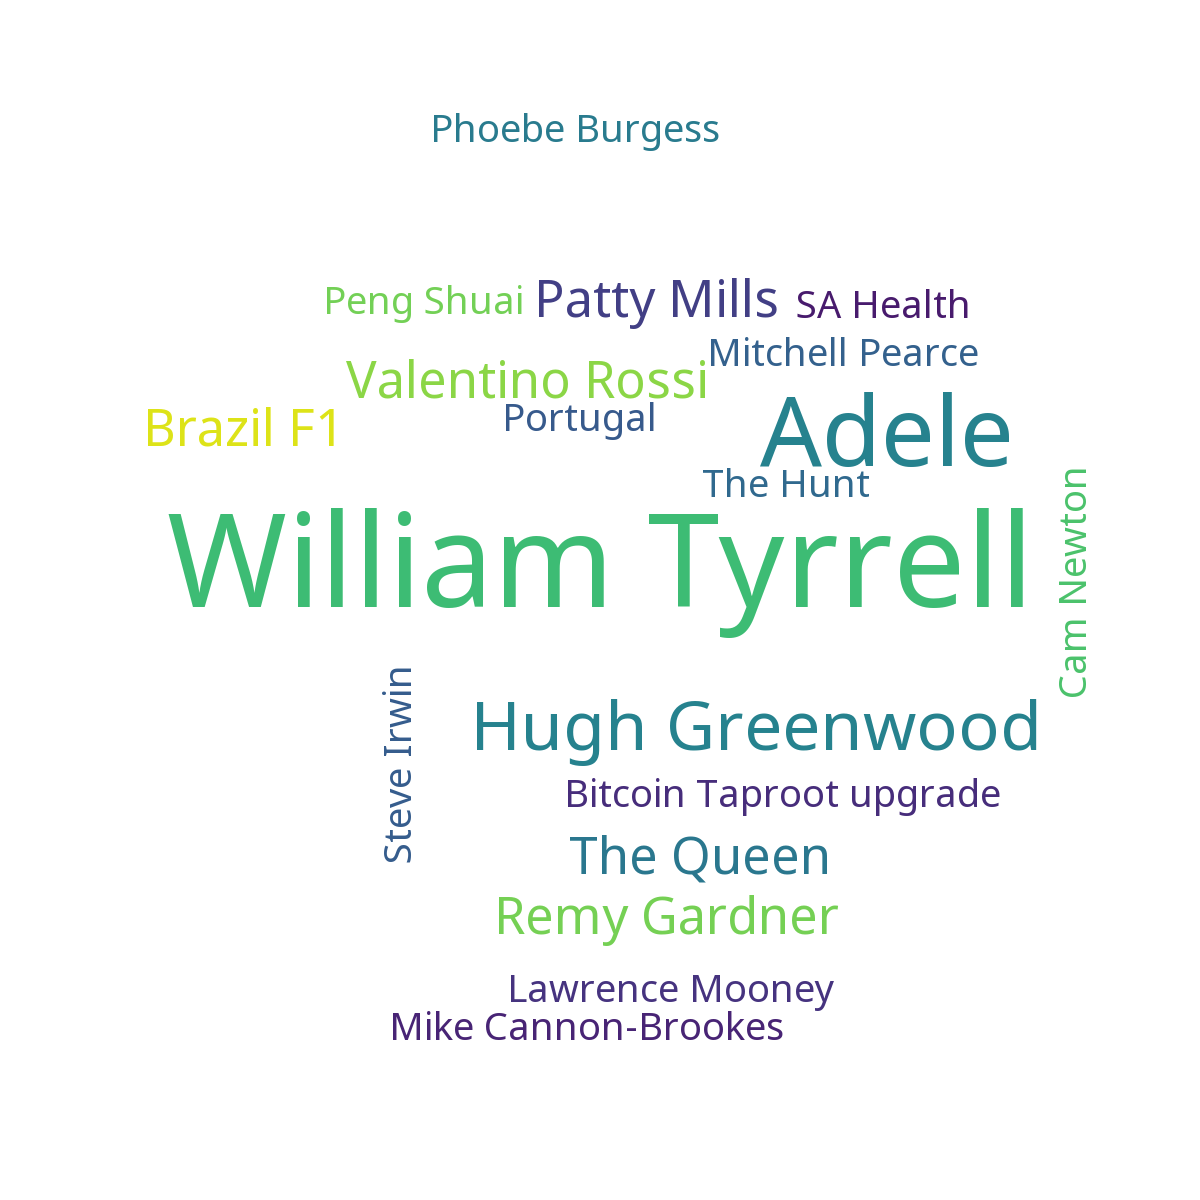 Phoebe Burgess
Peng Shuai
Patty Mills
SA Health
Mitchell Pearce
Valentino Rossi
Portugal
Brazil F1
Adele
The Hunt
William Tyrrell
Cam Newton
Steve Irwin
Hugh Greenwood
Bitcoin Taproot upgrade
The Queen
Remy Gardner
Lawrence Mooney
Mike Cannon-Brookes